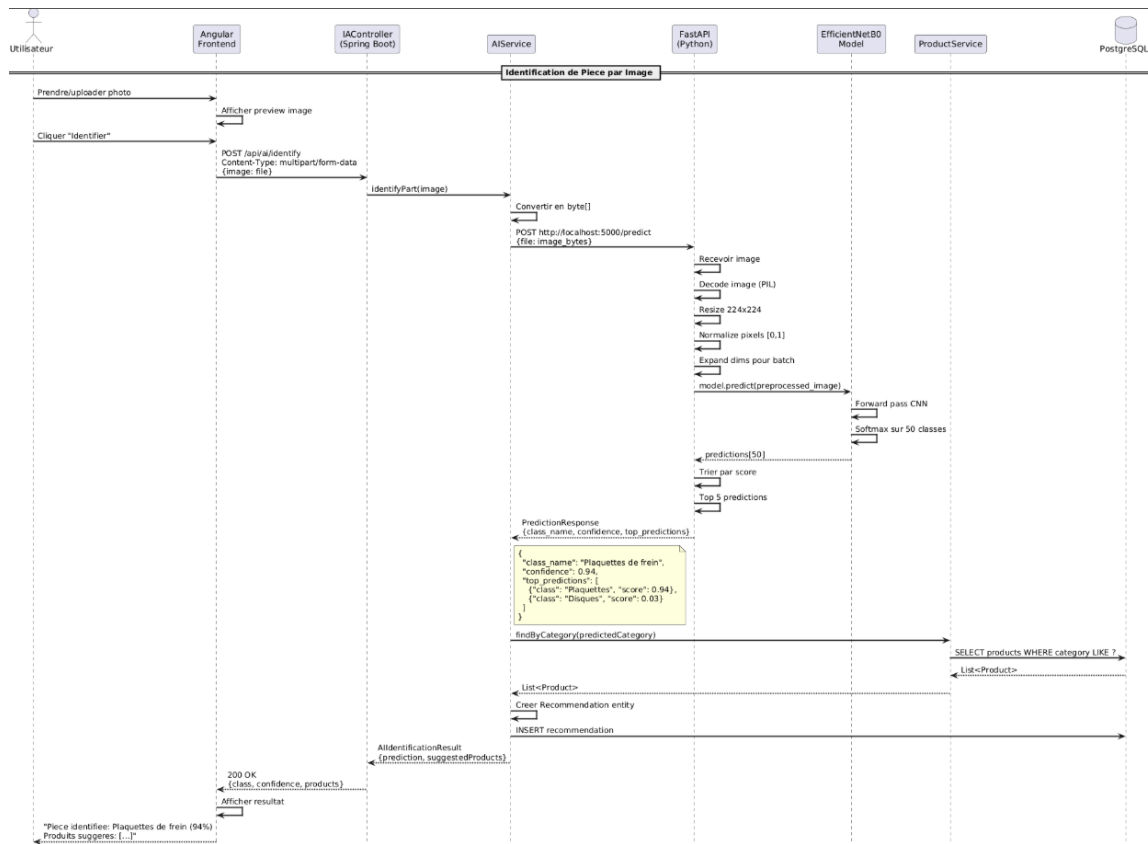 Utilisateur
Angular
Frontend
IAController
(Spring Boot)
AIService
FastAPI
(Python)
EfficientNetB0
Model
ProductService
PostgreSQL
Identification de Piece par Image
Prendre/uploader photo
Afficher preview image
Cliquer "Identifier"
POST /api/ai/identify
Content-Type: multipart/form-data
{image: file}
identifyPart(image)
Convertir en byte[]
POST http://localhost:5000/predict
{file: image_bytes}
Recevoir image
Decode image (PIL)
Resize 224x224
Normalize pixels [0,1]
Expand dims pour batch
model.predict(preprocessed_image)
Forward pass CNN
Softmax sur 50 classes
predictions[50]
Trier par score
Top 5 predictions
PredictionResponse
{class_name, confidence, top_predictions}
{
"class_name": "Plaquettes de frein",
"confidence": 0.94,
"top_predictions": [
{"class": "Plaquettes", "score": 0.94},
{"class": "Disques", "score": 0.03}
]
}
findByCategory(predictedCategory)
SELECT products WHERE category LIKE ?
List<Product>
List<Product>
Creer Recommendation entity
INSERT recommendation
AIIdentificationResult
{prediction, suggestedProducts}
200 OK
{class, confidence, products}
Afficher resultat
"Piece identifiee: Plaquettes de frein (94%)
Produits suggeres: [...]"